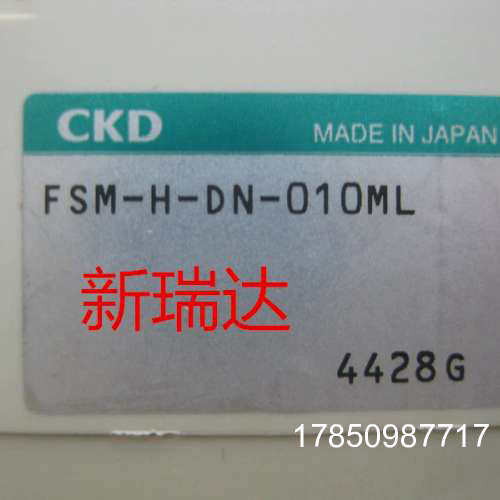 CKD
MADE IN JAPAN
FSM-H-DN-010ML
新瑞达
4428G
17850987717